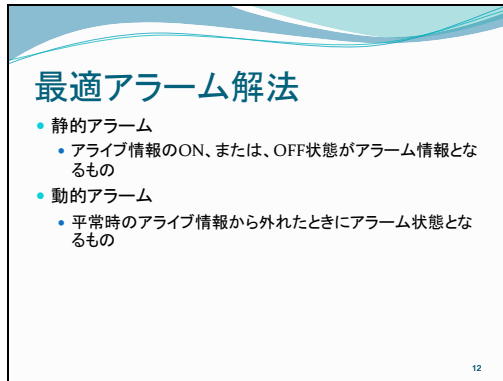 最適アラーム解法
• 静的アラーム
• アライブ情報のON、または、OFF状態がアラーム情報とな
るもの
• 動的アラーム
• 平常時のアライブ情報から外れたときにアラーム状態とな
るもの
12